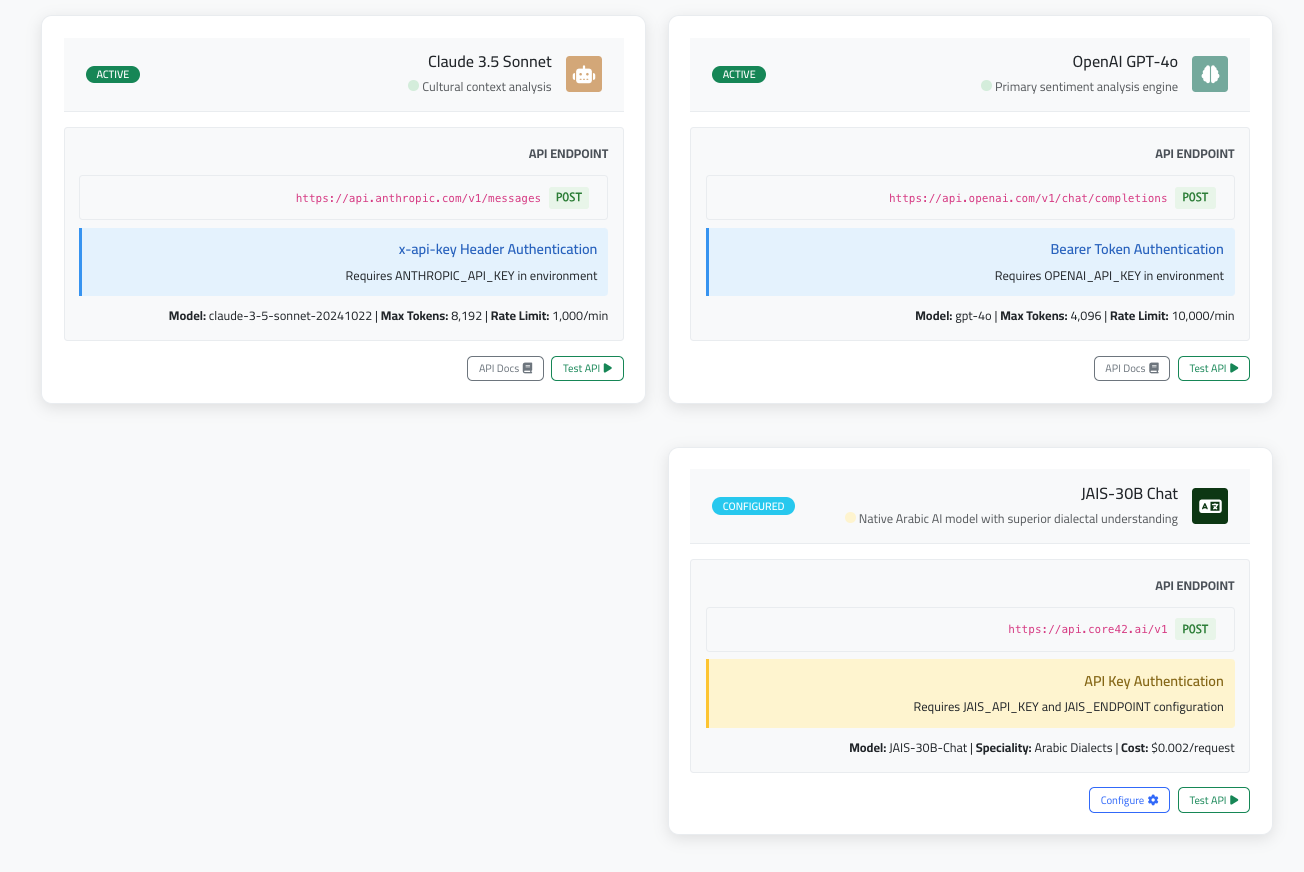 OpenAI GPT-4o
Primary sentiment analysis engine
ACTIVE
API ENDPOINT
https://api.openai.com/v1/chat/completions POST
Bearer Token Authentication
Requires OPENAI_API_KEY in environment
Model: gpt-4o | Max Tokens: 4,096 | Rate Limit: 10,000/min
API Docs
Test API
Claude 3.5 Sonnet
Cultural context analysis
ACTIVE
API ENDPOINT
https://api.anthropic.com/v1/messages POST
x-api-key Header Authentication
Requires ANTHROPIC_API_KEY in environment
Model: claude-3-5-sonnet-20241022 | Max Tokens: 8,192 | Rate Limit: 1,000/min
API Docs
Test API
JAIS-30B Chat
Native Arabic AI model with superior dialectal understanding
CONFIGURED
API ENDPOINT
https://api.core42.ai/v1 POST
API Key Authentication
Requires JAIS_API_KEY and JAIS_ENDPOINT configuration
Model: JAIS-30B-Chat | Speciality: Arabic Dialects | Cost: $0.002/request
Configure
Test API